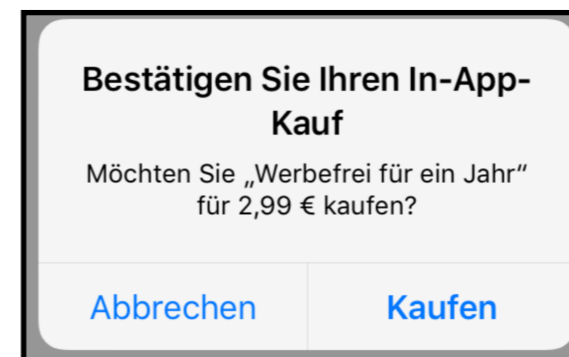 Bestätigen Sie Ihren In-App-
Kauf
Möchten Sie „Werbefrei für ein Jahr“
für 2,99 € kaufen?
Abbrechen
Kaufen